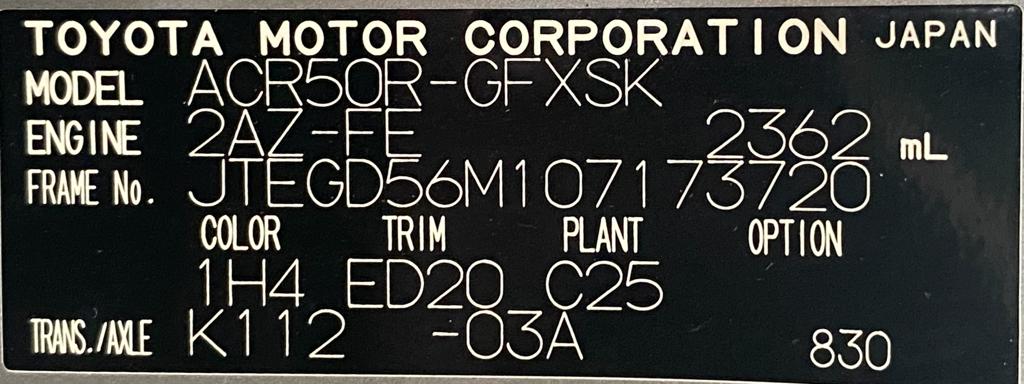 TOYOTA MOTOR CORPORATION JAPAN
MODEL ACR50R-GFXSK
ENGINE 2AZ-FE 2362 mL
FRAME No. JTEGD56M107173720
COLOR TRIM PLANT OPTION
1H4 ED20 C25
TRANS./AXLE K112 -03A 830